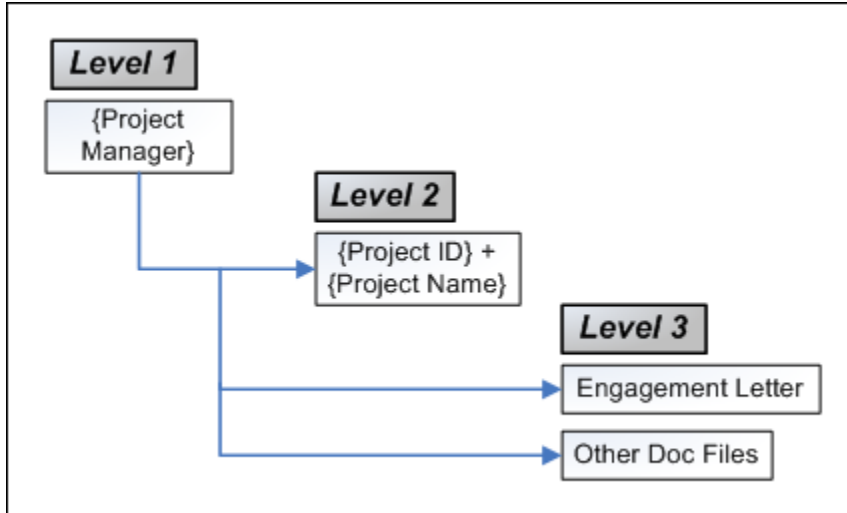 Level 1
{Project
Manager}
Level 2
{Project ID} +
{Project Name}
Level 3
Engagement Letter
Other Doc Files